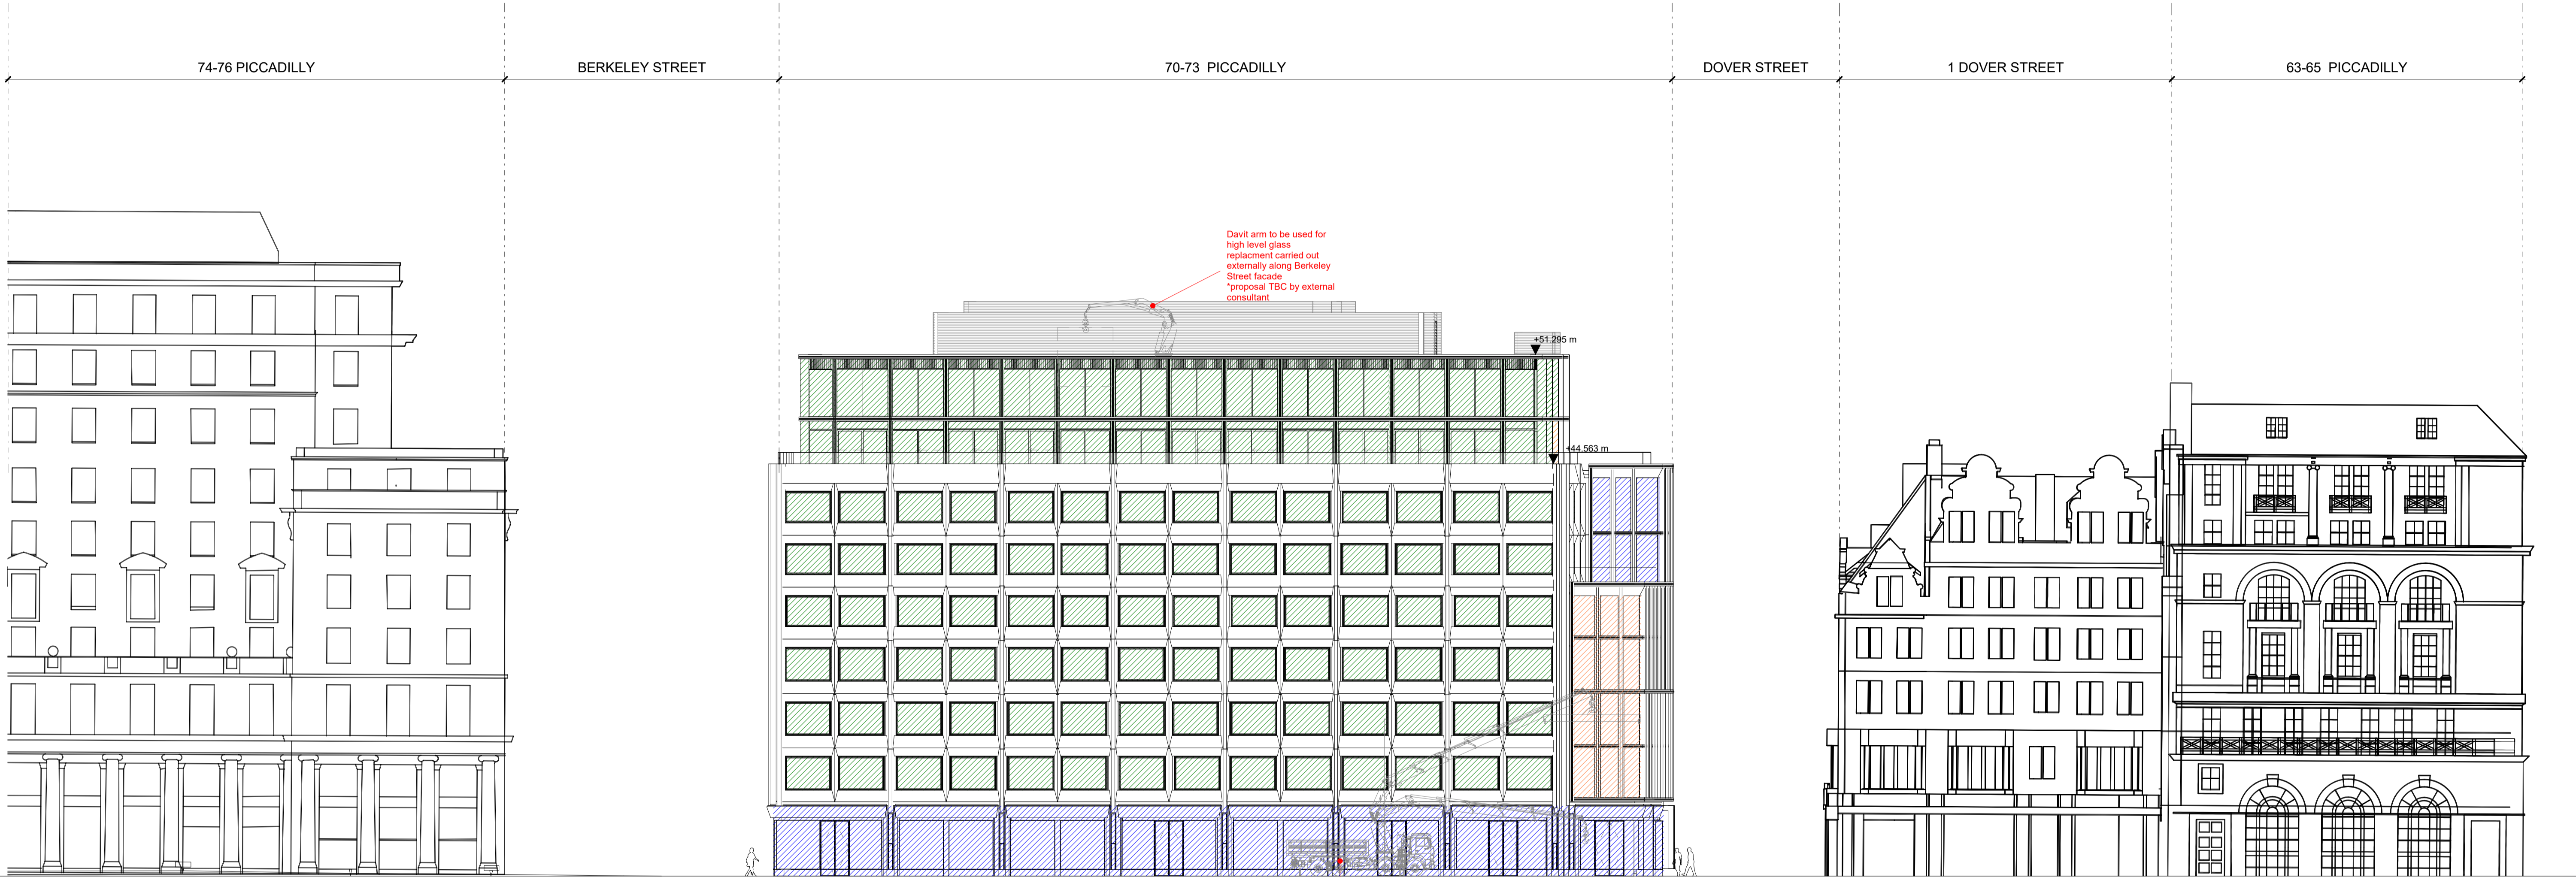 74-76 PICCADILLY
BERKELEY STREET
70-73 PICCADILLY
DOVER STREET
1 DOVER STREET
63-65 PICCADILLY
Davit arm to be used for
high level glass
replacment carried out
externally along Berkeley
Street facade
*proposal TBC by external
consultant
+51.295 m
+44.563 m